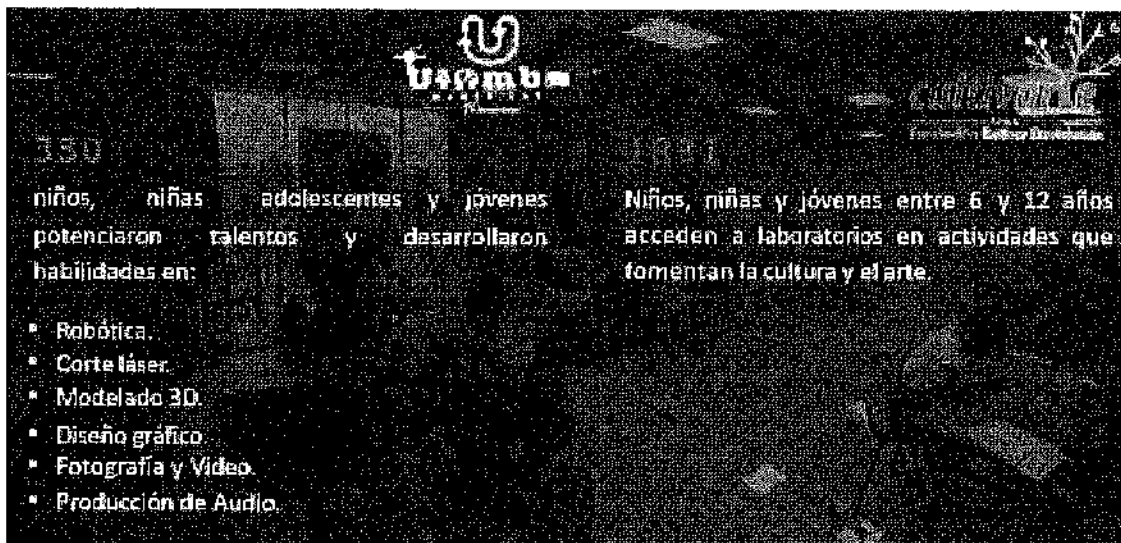 350
niños, niñas adolescentes y jóvenes
potenciaron talentos y desarrollaron
habilidades en:
▪ Robótica.
▪ Corte láser.
▪ Modelado 3D.
▪ Diseño gráfico.
▪ Fotografía y Video.
▪ Producción de Audio.
Niños, niñas y jóvenes entre 6 y 12 años
acceden a laboratorios en actividades que
fomentan la cultura y el arte.